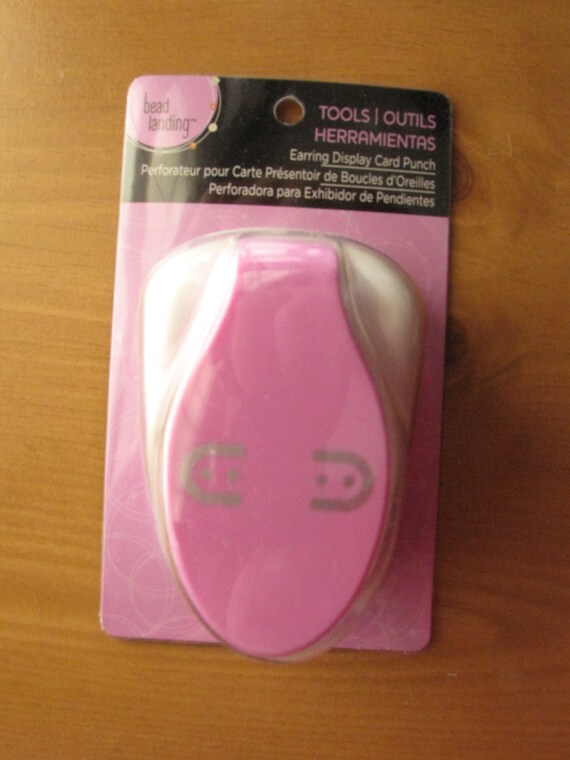 bead
landing™
TOOLS | OUTILS
HERRAMIENTAS
Earring Display Card Punch
Perforateur pour Carte Présentoir de Boucles d'Oreilles
Perforadora para Exhibidor de Pendientes